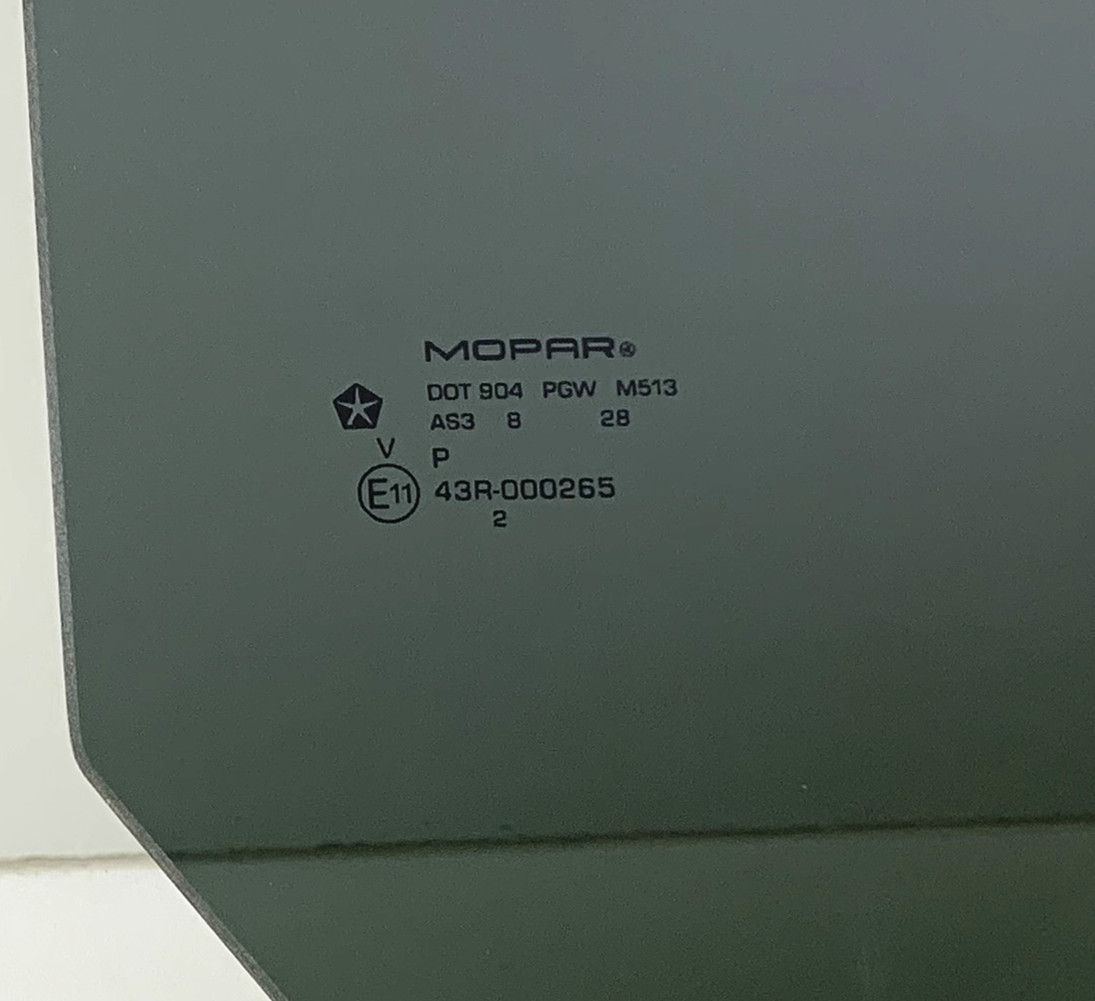 MOPAR®
DOT 904 PGW M513
AS3 8 28
V P
E11 43R-000265
2